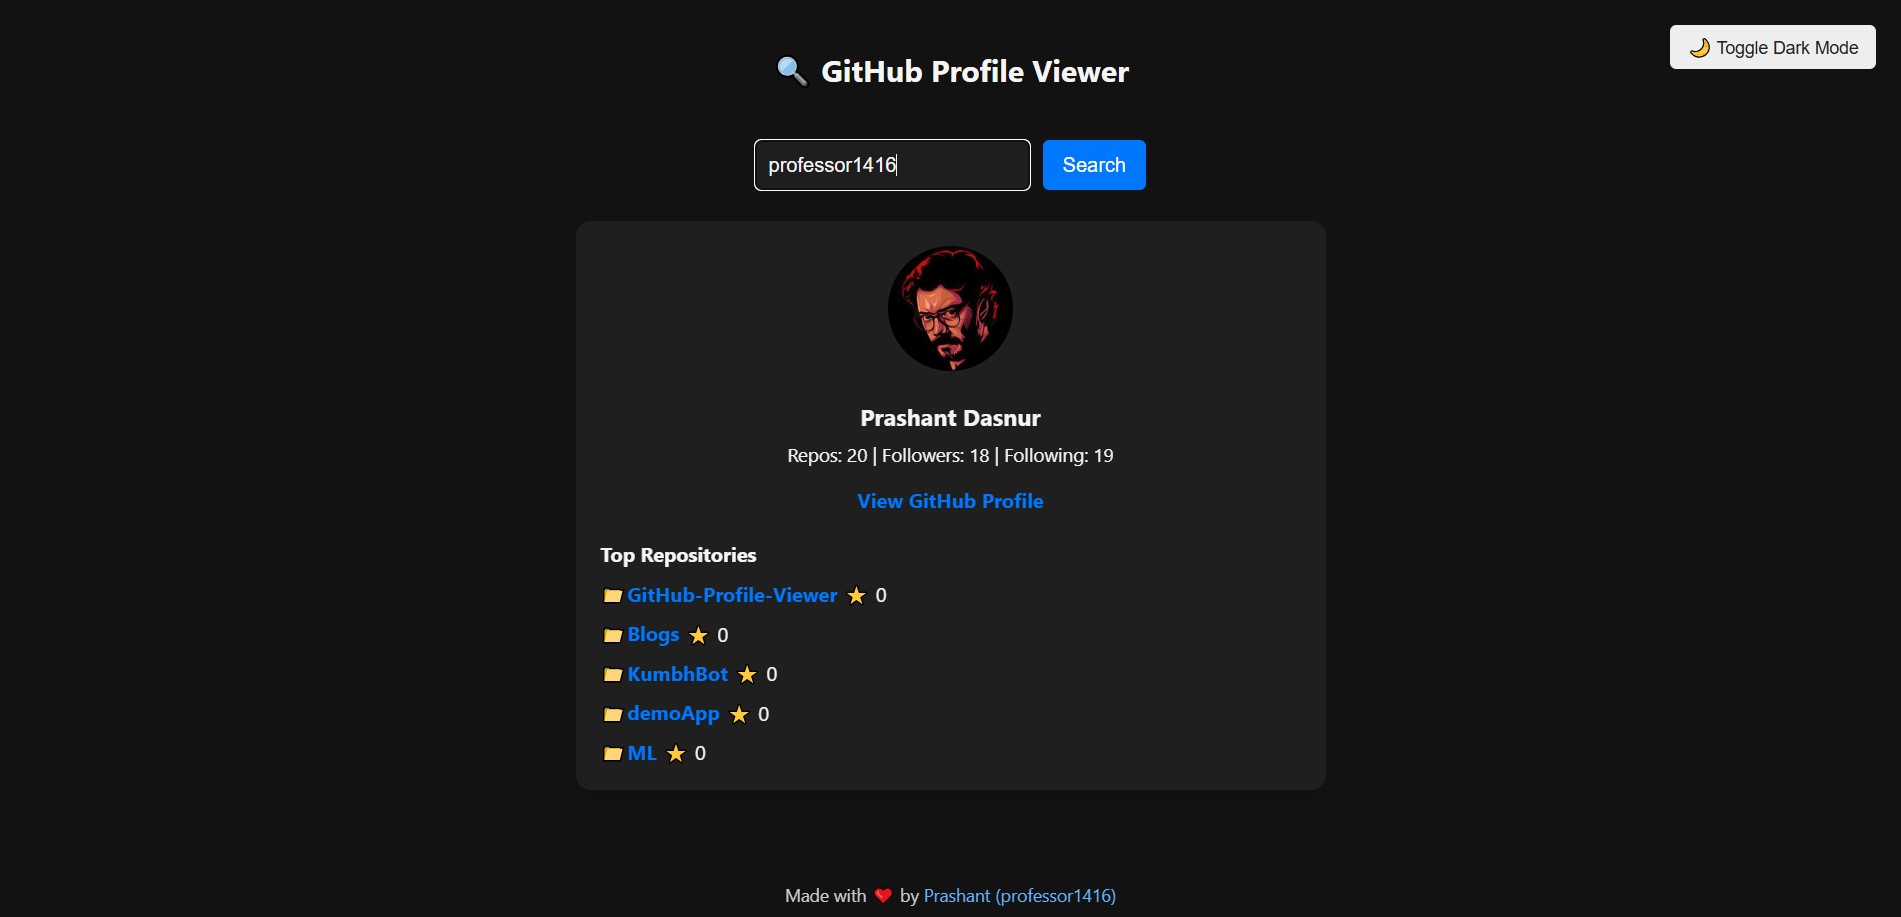 🌙 Toggle Dark Mode
🔍 GitHub Profile Viewer
professor1416
Search
Prashant Dasnur
Repos: 20 | Followers: 18 | Following: 19
View GitHub Profile
Top Repositories
📁 GitHub-Profile-Viewer ⭐ 0
📁 Blogs ⭐ 0
📁 KumbhBot ⭐ 0
📁 demoApp ⭐ 0
📁 ML ⭐ 0
Made with ❤️ by Prashant (professor1416)